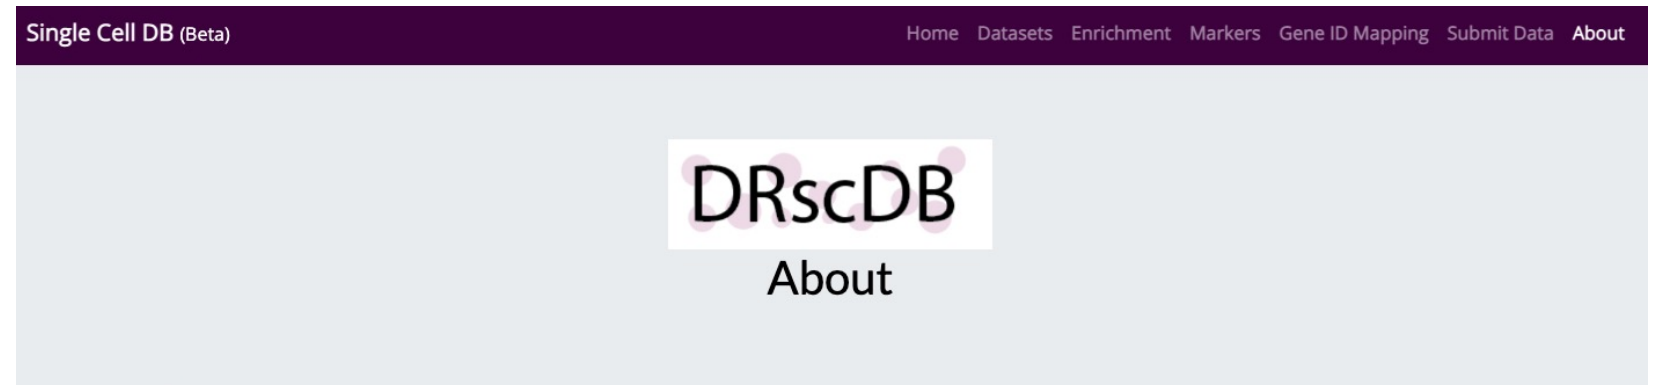 Single Cell DB (Beta) Home Datasets Enrichment Markers Gene ID Mapping Submit Data About
DRscDB
About